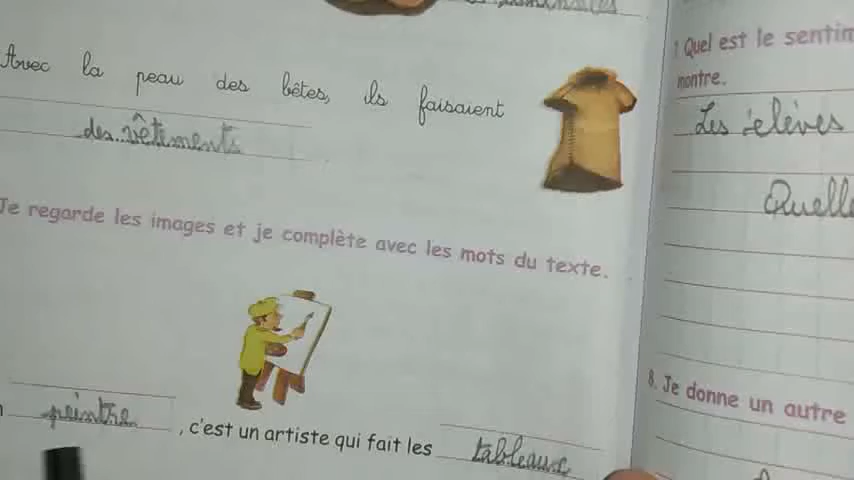 Avec la peau des bêtes, ils faisaient
des vêtements
Je regarde les images et je complète avec les mots du texte.
peintre, c'est un artiste qui fait les tableaux
Quel est le sentim
montre.
Les élèves
Quelle
8. Je donne un autre